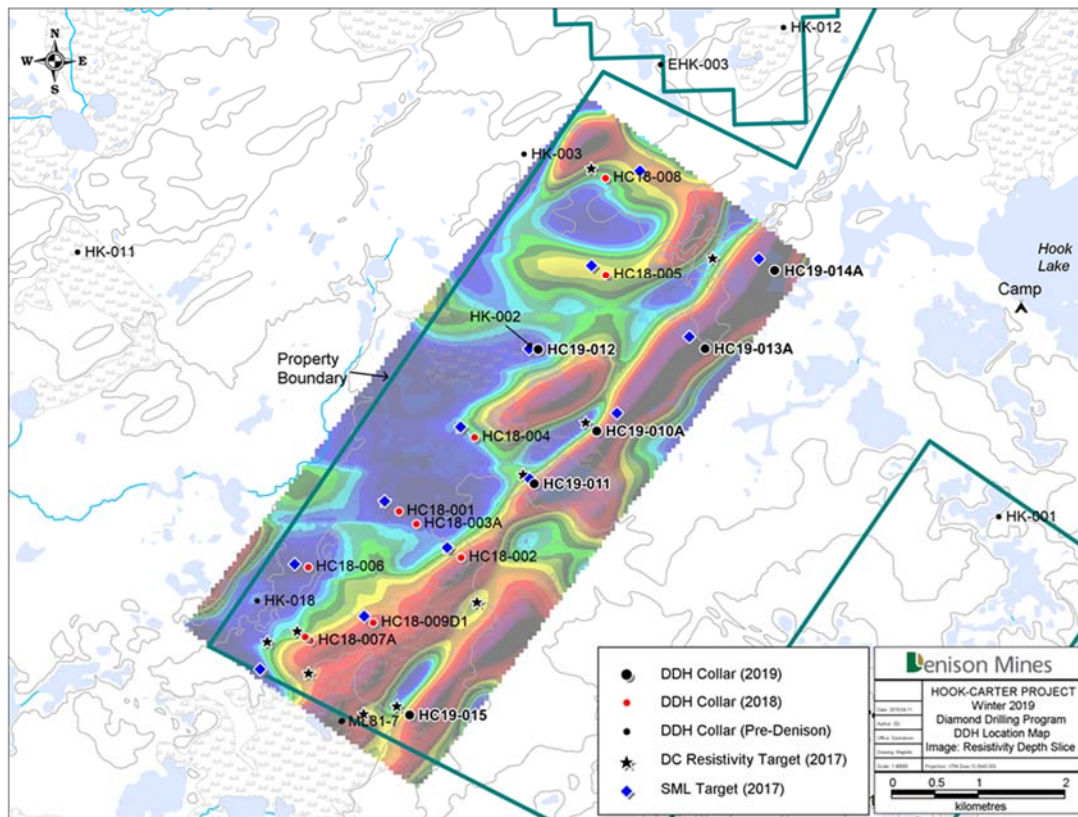 HK-012
N
EHK-003
W E
S
HK-003
HC18-008
HK-011
Hook
Lake
HC19-014A
HC18-005
Camp
HK-002
HC19-012
HC19-013A
Property
Boundary
HC18-004
HC19-010A
HC19-011
HC18-001
HC18-003A
HK-001
HC18-002
HC18-006
HK-018
HC18-009D1
HC18-007A
HC19-015
ML81-7
DDH Collar (2019)
DDH Collar (2018)
DDH Collar (Pre-Denison)
DC Resistivity Target (2017)
SML Target (2017)
Denison Mines
HOOK-CARTER PROJECT
Winter 2019
Diamond Drilling Program
DDH Location Map
Image: Resistivity Depth Slice
0 0.5 1 2
kilometres